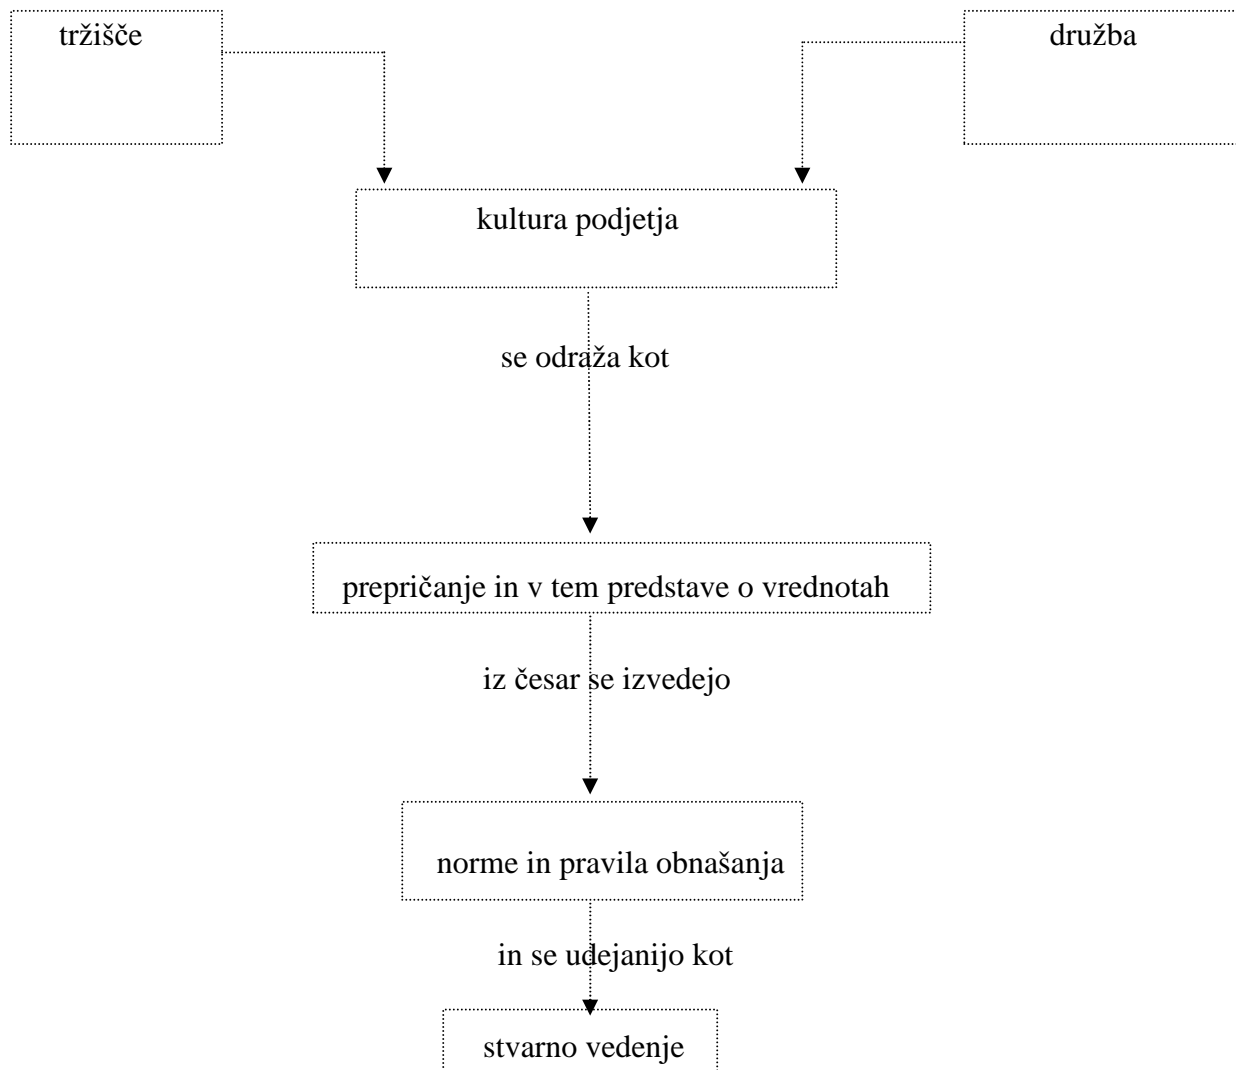 tržišče
družba
kultura podjetja
se odraža kot
prepričanje in v tem predstave o vrednotah
iz česar se izvedejo
norme in pravila obnašanja
in se udejanijo kot
stvarno vedenje